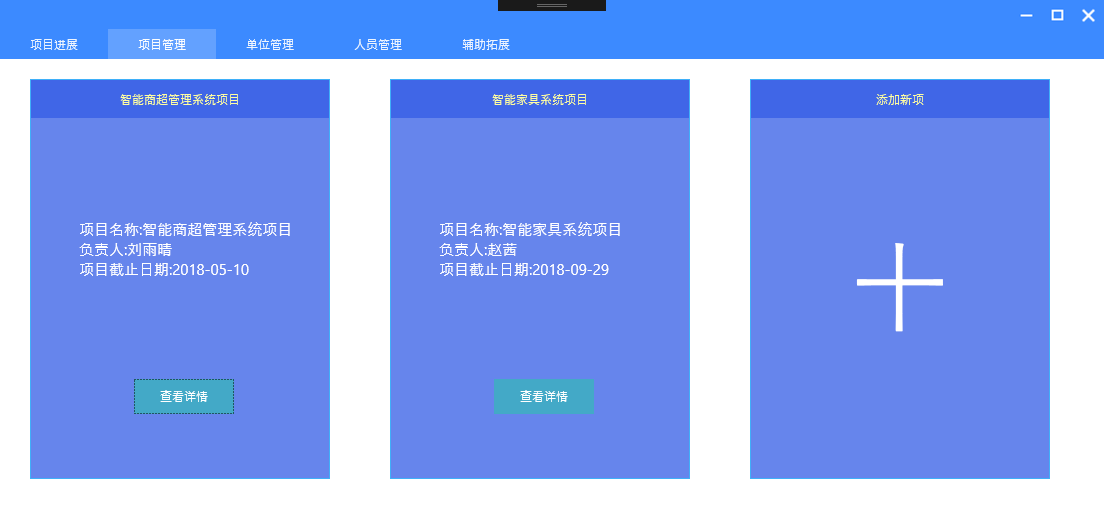 项目进展
项目管理
单位管理
人员管理
辅助拓展
智能商超管理系统项目
项目名称:智能商超管理系统项目
负责人:刘雨晴
项目截止日期:2018-05-10
查看详情
智能家具系统项目
项目名称:智能家具系统项目
负责人:赵茜
项目截止日期:2018-09-29
查看详情
添加新项